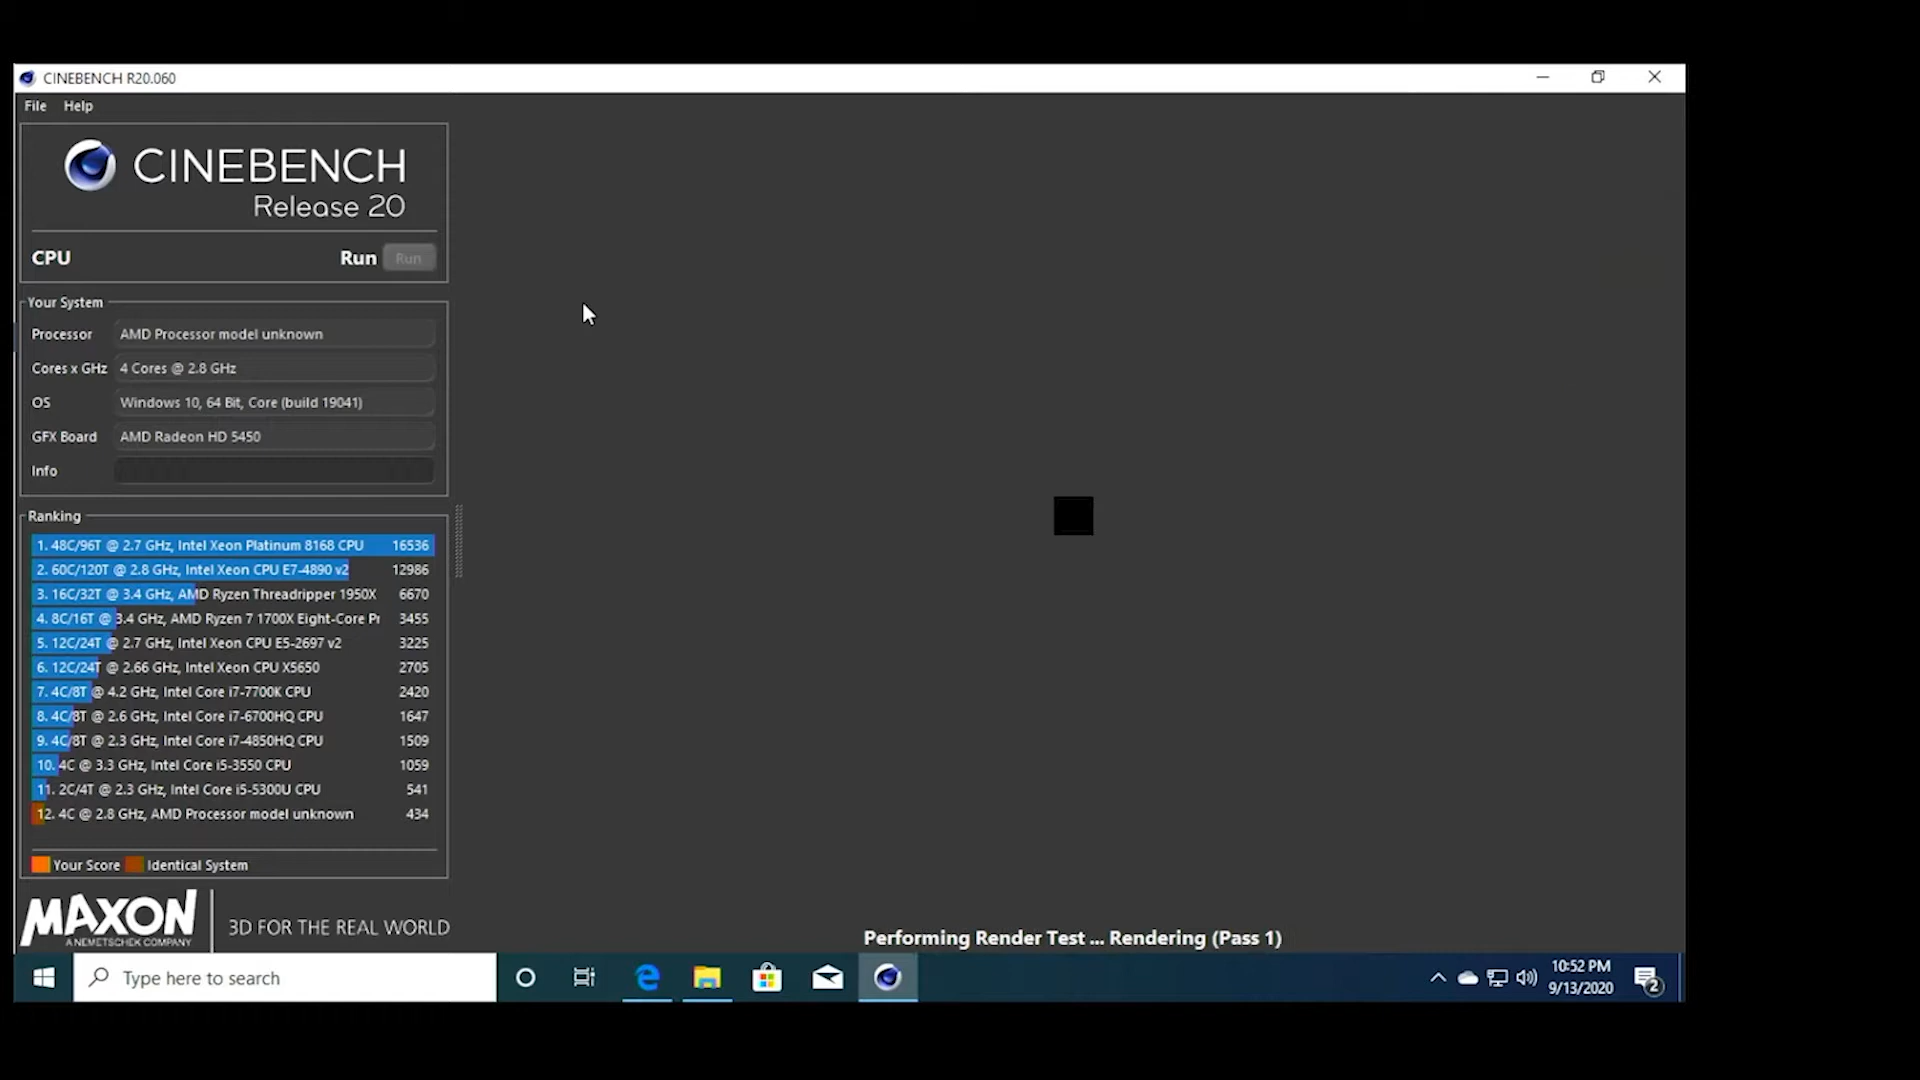 CINEBENCH R20.060
File Help
CINEBENCH
Release 20
CPU Run Run
Your System
Processor AMD Processor model unknown
Cores x GHz 4 Cores @ 2.8 GHz
OS Windows 10, 64 Bit, Core (build 19041)
GFX Board AMD Radeon HD 5450
Info
Ranking
1. 48C/96T @ 2.7 GHz, Intel Xeon Platinum 8168 CPU 16536
2. 60C/120T @ 2.8 GHz, Intel Xeon CPU E7-4890 v2 12986
3. 16C/32T @ 3.4 GHz, AMD Ryzen Threadripper 1950X 6670
4. 8C/16T @ 3.4 GHz, AMD Ryzen 7 1700X Eight-Core Pr 3455
5. 12C/24T @ 2.7 GHz, Intel Xeon CPU E5-2697 v2 3225
6. 12C/24T @ 2.66 GHz, Intel Xeon CPU X5650 2705
7. 4C/8T @ 4.2 GHz, Intel Core i7-7700K CPU 2420
8. 4C/8T @ 2.6 GHz, Intel Core i7-6700HQ CPU 1647
9. 4C/8T @ 2.3 GHz, Intel Core i7-4850HQ CPU 1509
10. 4C @ 3.3 GHz, Intel Core i5-3550 CPU 1059
11. 2C/4T @ 2.3 GHz, Intel Core i5-5300U CPU 541
12. 4C @ 2.8 GHz, AMD Processor model unknown 434
Your Score Identical System
MAXON
A NEMETSCHEK COMPANY
3D FOR THE REAL WORLD
Performing Render Test ... Rendering (Pass 1)
Type here to search
10:52 PM
9/13/2020
2